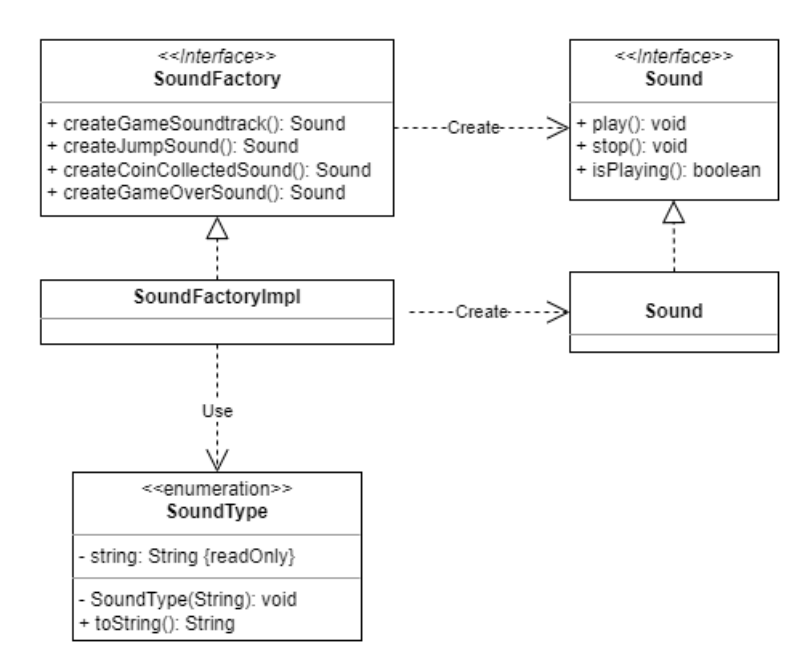 <<Interface>>
SoundFactory
+ createGameSoundtrack(): Sound
+ createJumpSound(): Sound
+ createCoinCollectedSound(): Sound
+ createGameOverSound(): Sound
Create
<<Interface>>
Sound
+ play(): void
+ stop(): void
+ isPlaying(): boolean
SoundFactoryImpl
Create
Sound
Use
<<enumeration>>
SoundType
- string: String {readOnly}
- SoundType(String): void
+ toString(): String